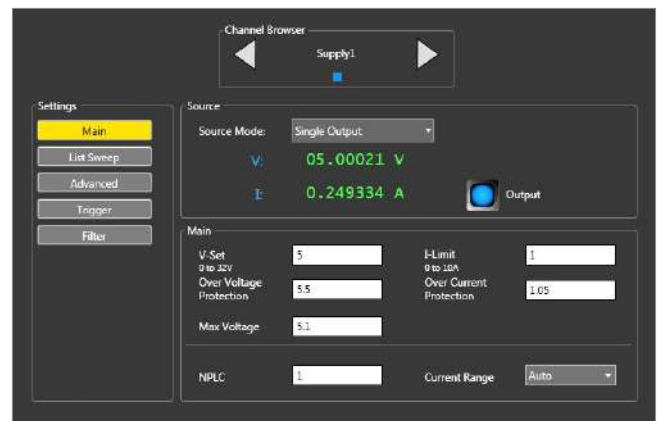 Channel Browser
Supply1
Settings
Main
List Sweep
Advanced
Trigger
Filter
Source
Source Mode: Single Output
V: 05.00021 V
I: 0.249334 A
Output
Main
V-Set 5 I-Limit 1
0 to 32V 0 to 10A
Over Voltage Protection 5.5 Over Current Protection 1.05
Max Voltage 5.1
NPLC 1 Current Range Auto